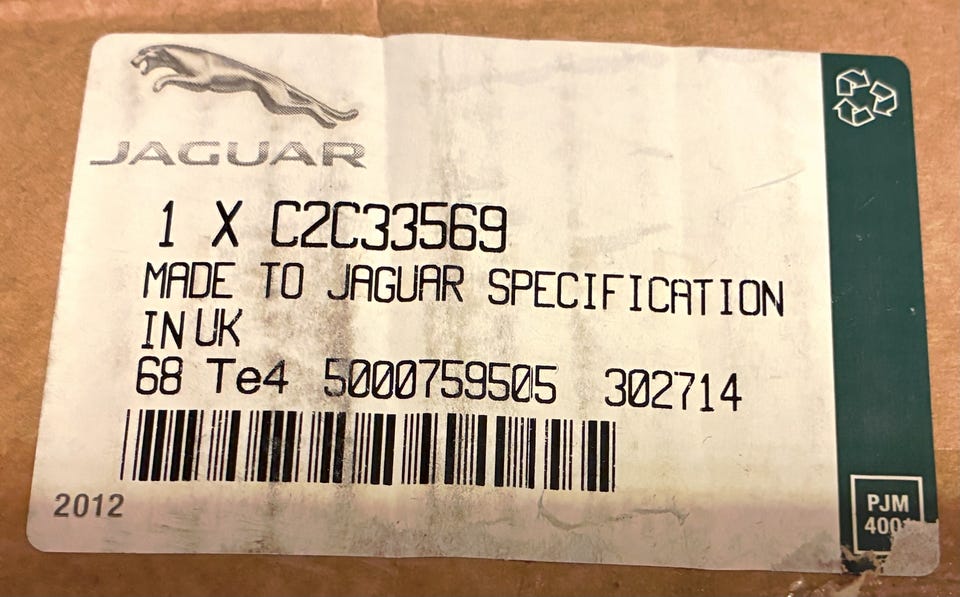 JAGUAR
1 X C2C33569
MADE TO JAGUAR SPECIFICATION
IN UK
68 Te4 5000759505 302714
2012
PJM